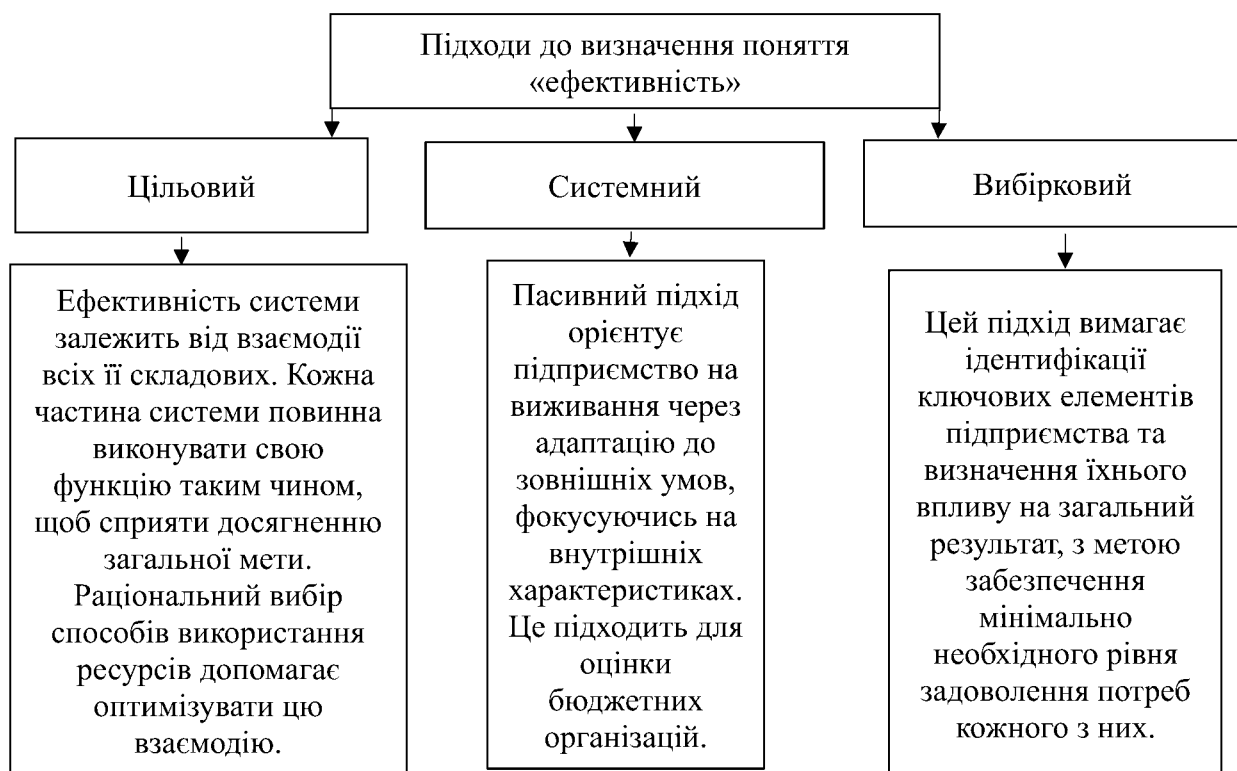 Підходи до визначення поняття
«ефективність»
Цільовий
Системний
Вибірковий
Ефективність системи
залежить від взаємодії
всіх її складових. Кожна
частина системи повинна
виконувати свою
функцію таким чином,
щоб сприяти досягненню
загальної мети.
Раціональний вибір
способів використання
ресурсів допомагає
оптимізувати цю
взаємодію.
Пасивний підхід
орієнтує
підприємство на
виживання через
адаптацію до
зовнішніх умов,
фокусуючись на
внутрішніх
характеристиках.
Це підходить для
оцінки
бюджетних
організацій.
Цей підхід вимагає
ідентифікації
ключових елементів
підприємства та
визначення їхнього
впливу на загальний
результат, з метою
забезпечення
мінімально
необхідного рівня
задоволення потреб
кожного з них.